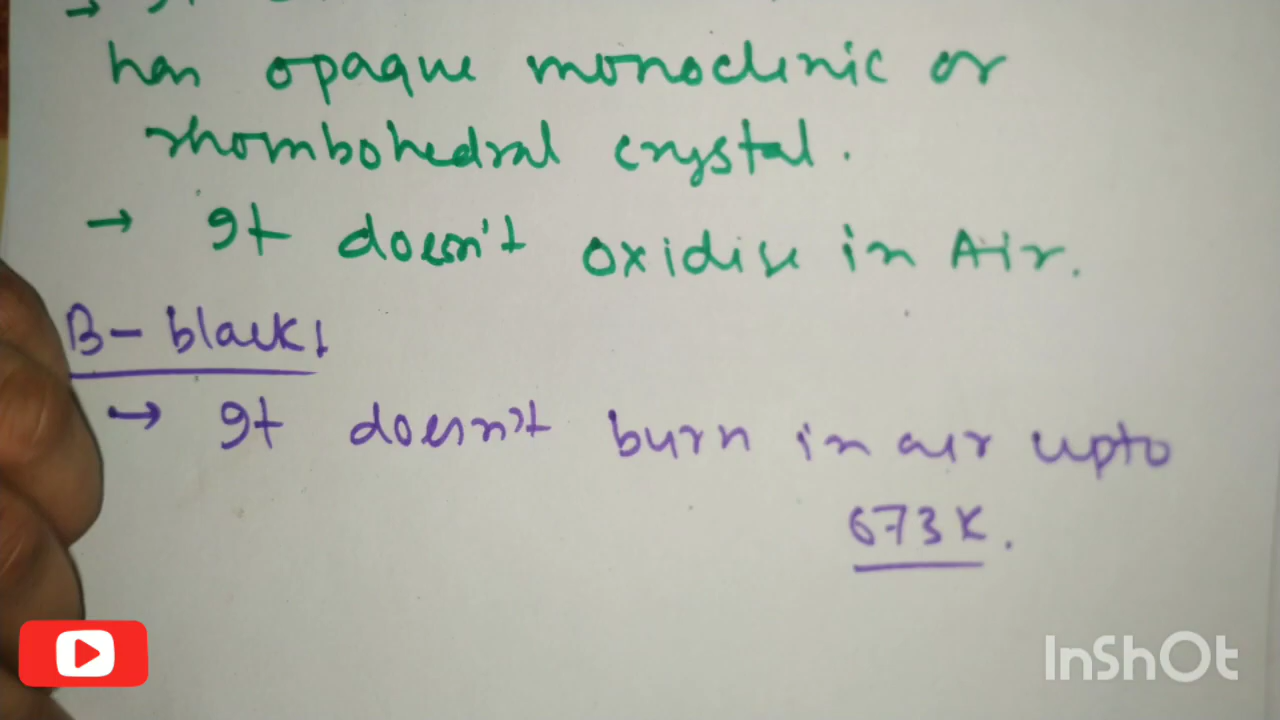 has opaque monoclinic or
rhombohedral crystal.
→ It doesn't oxidise in Air.
B- black↓
→ It doesn't burn in air upto
673K.
InShOt